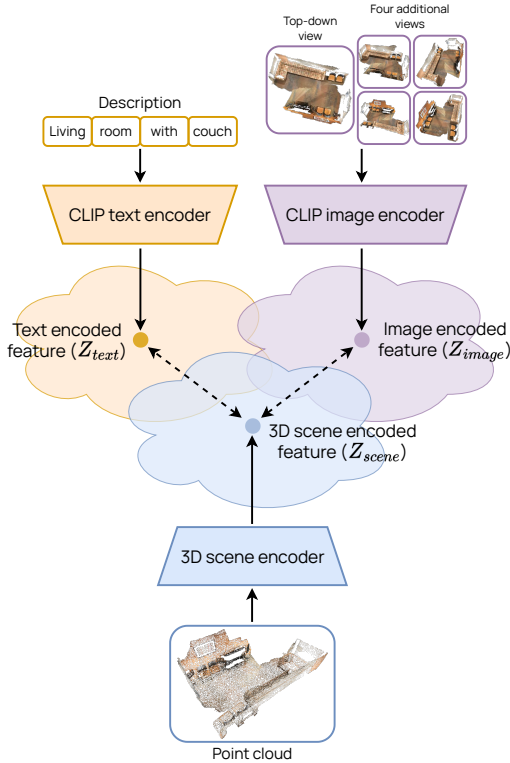 Top-down
view
Four additional
views
Description
Living room with couch
CLIP text encoder
CLIP image encoder
Text encoded
feature (Z_text)
Image encoded
feature (Z_image)
3D scene encoded
feature (Z_scene)
3D scene encoder
Point cloud